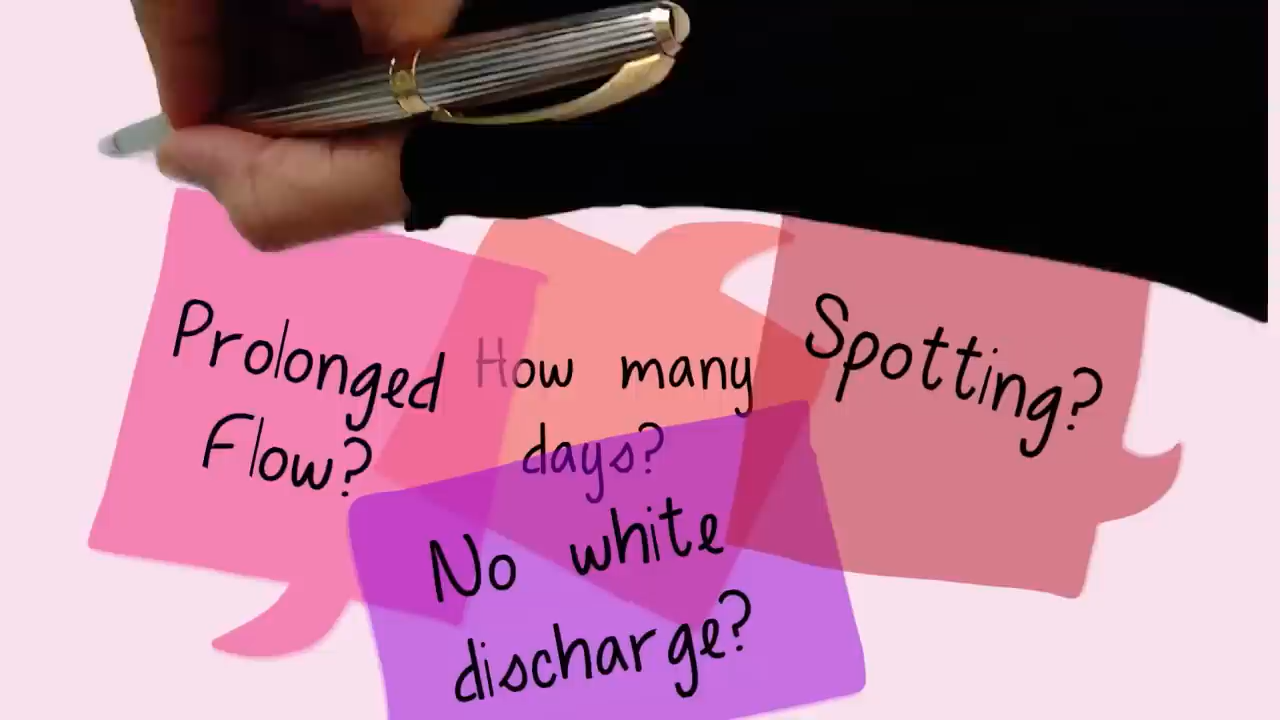 Prolonged
Flow?
How many
days?
Spotting?
No white
discharge?